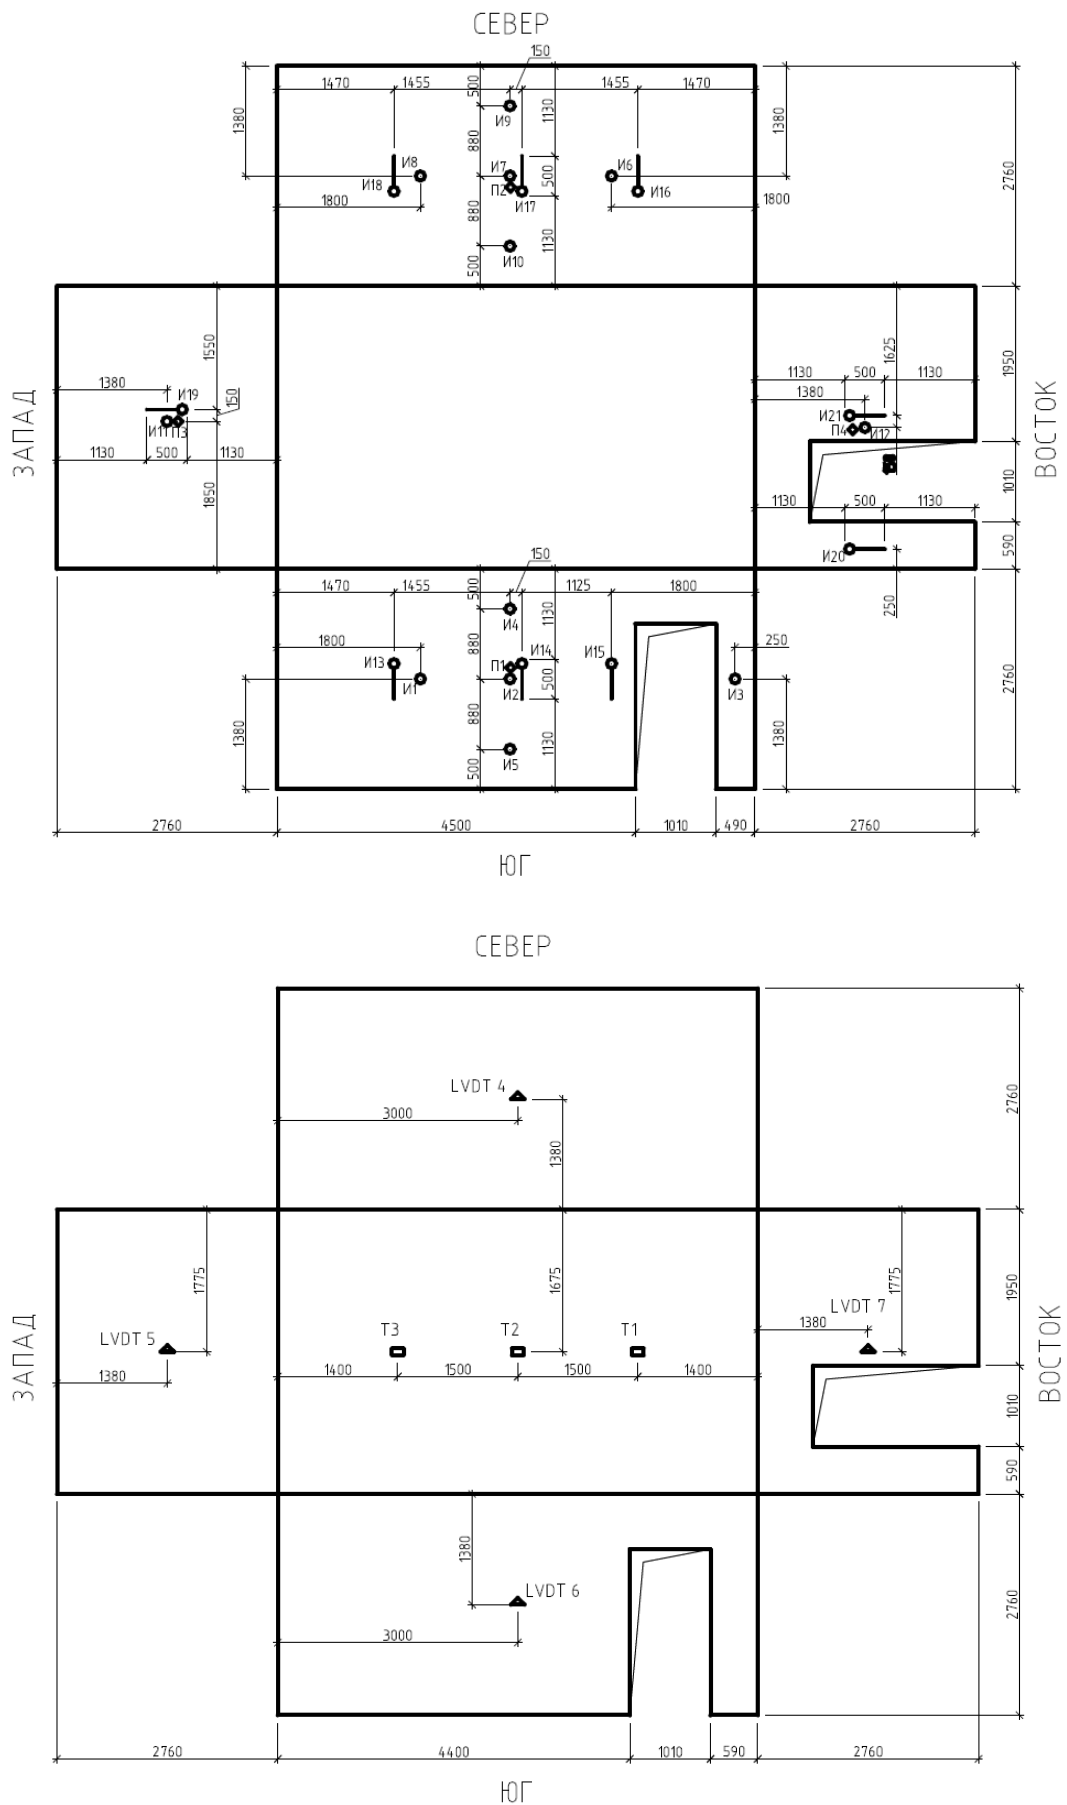 СЕВЕР
150
1470 1455 500 1130 1455 1470
И9
1380 880 1380
И8 И7 И6 2760
И18 П2 И17 500 И16
1800 1800
880 1130
И10
500
1550 1625 1950
1130 500 1130
1380 И19 150 1380
И21
И11 П3 П4 И12
ЗАПАД ВОСТОК
1130 500 1130
1850 1010
1130 500 1130
И20 590
150
1470 1455 500 1130 1125 1800 250
И4
1800 И14 250
И13 П1 И15
И1 И2 500 И3 2760
1380 880 1130 1380
И5
500
2760 4500 1010 490 2760
ЮГ
СЕВЕР
LVDT 4 2760
3000
1380
1775 1675 1775 1950
LVDT 7
T3 T2 T1 1380
LVDT 5
1400 1500 1500 1400
1380
ЗАПАД ВОСТОК
1010
590
1380
LVDT 6 2760
3000
2760 4400 1010 590 2760
ЮГ